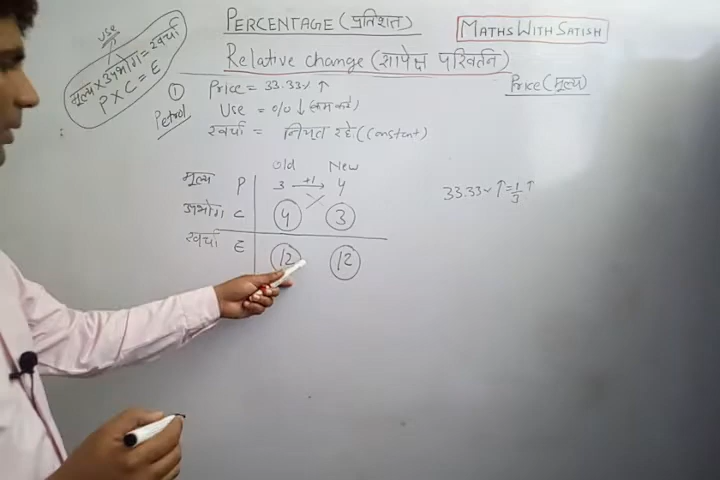 PERCENTAGE (प्रतिशत)
MATHS WITH SATISH
Relative change (सापेक्ष परिवर्तन)
Price (मूल्य)
use
मूल्य × उपभोग = खर्चा
P × C = E
① Price = 33.33% ↑
Petrol
Use = % ↓ (कम करें)
खर्चा = नियत रहे (Constant)
Old New
मूल्य P 3 +1→ 4
उपभोग C 4 3
खर्चा E 12 12
33.33% ↑ = 1/3 ↑